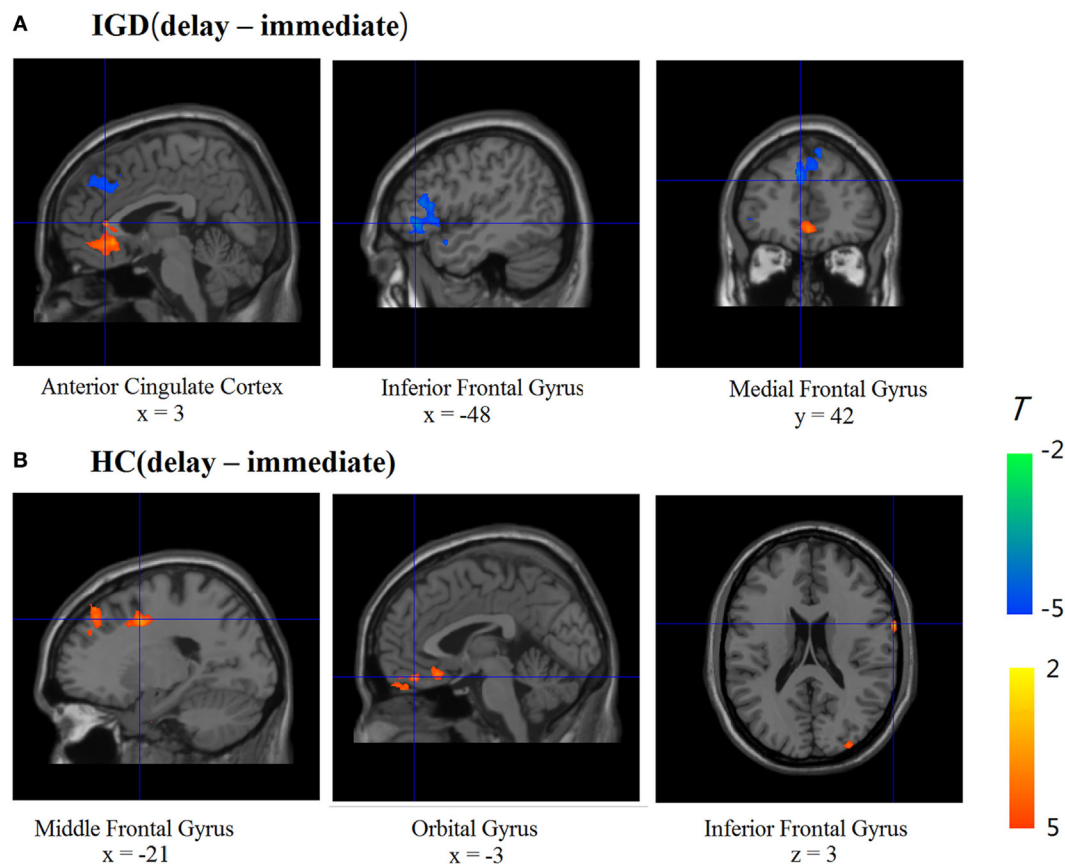 A IGD(delay – immediate)
Anterior Cingulate Cortex
x = 3
Inferior Frontal Gyrus
x = -48
Medial Frontal Gyrus
y = 42
T
-2
-5
2
5
B HC(delay – immediate)
Middle Frontal Gyrus
x = -21
Orbital Gyrus
x = -3
Inferior Frontal Gyrus
z = 3